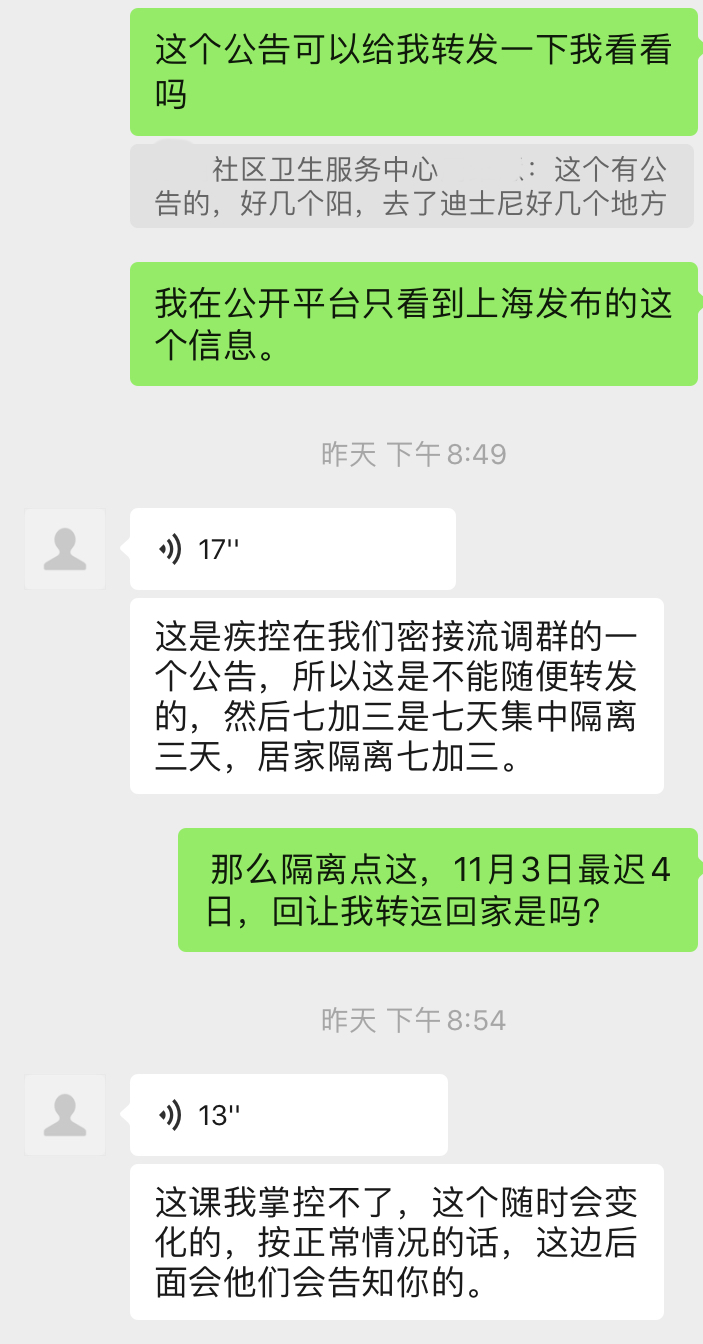 这个公告可以给我转发一下我看看
吗
社区卫生服务中心
：这个有公
告的，好几个阳，去了迪士尼好几个地方
我在公开平台只看到上海发布的这
个信息。
昨天 下午 8:49
17''
这是疾控在我们密接流调群的一
个公告，所以这是不能随便转发
的，然后七加三是七天集中隔离
三天，居家隔离七加三。
那么隔离点这，11月3日最迟4
日，回让我转运回家是吗?
昨天 下午 8:54
13''
这课我掌控不了，这个随时会变
化的，按正常情况的话，这边后
面会他们会告知你的。